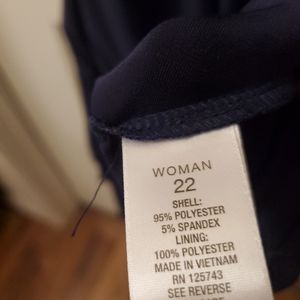 WOMAN
22
SHELL:
95% POLYESTER
5% SPANDEX
LINING:
100% POLYESTER
MADE IN VIETNAM
RN 125743
SEE REVERSE